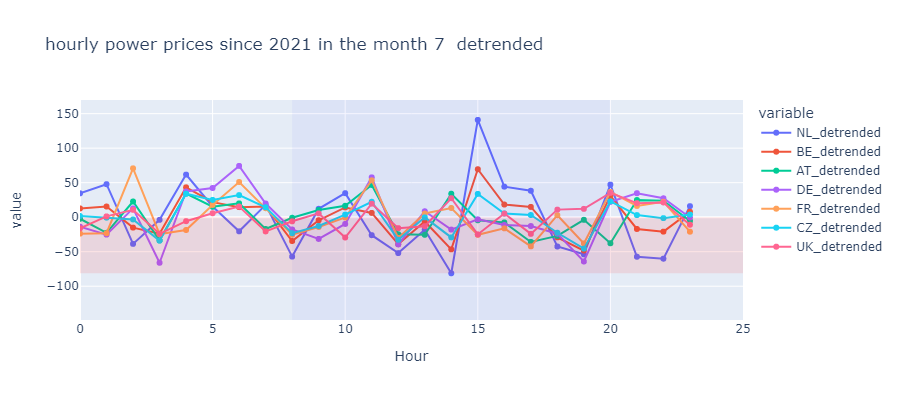 hourly power prices since 2021 in the month 7  detrended
variable
NL_detrended
BE_detrended
AT_detrended
DE_detrended
FR_detrended
CZ_detrended
UK_detrended
value
150
100
50
0
−50
−100
0 5 10 15 20 25
Hour